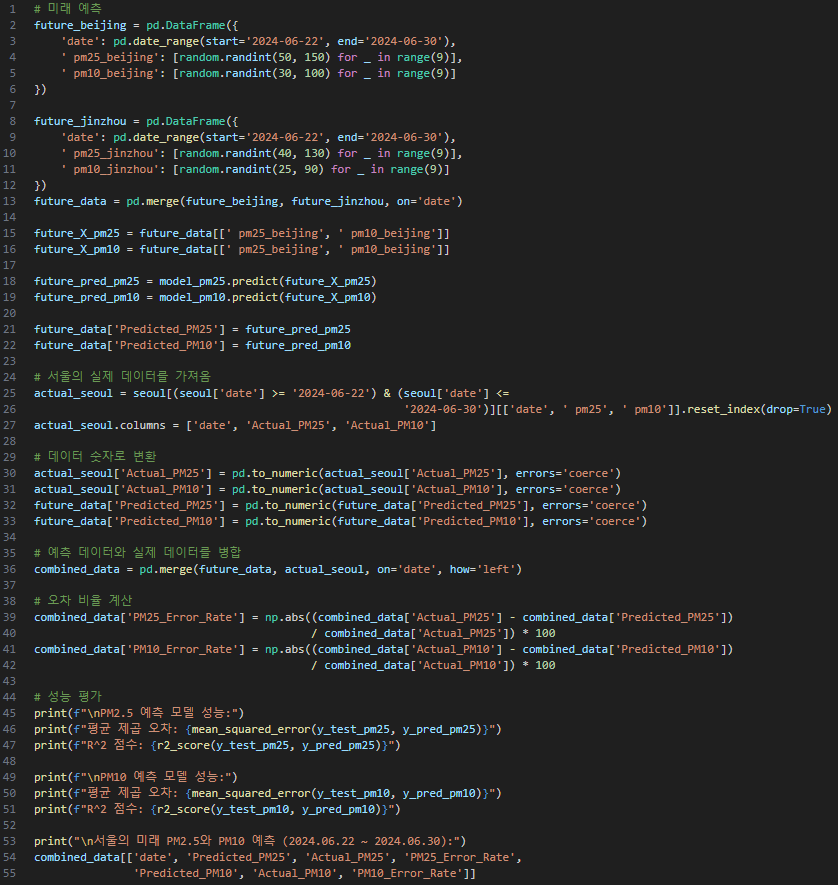 1 # 미래 예측
2 future_beijing = pd.DataFrame({
3     'date': pd.date_range(start='2024-06-22', end='2024-06-30'),
4     ' pm25_beijing': [random.randint(50, 150) for _ in range(9)],
5     ' pm10_beijing': [random.randint(30, 100) for _ in range(9)]
6 })
7
8 future_jinzhou = pd.DataFrame({
9     'date': pd.date_range(start='2024-06-22', end='2024-06-30'),
10     ' pm25_jinzhou': [random.randint(40, 130) for _ in range(9)],
11     ' pm10_jinzhou': [random.randint(25, 90) for _ in range(9)]
12 })
13 future_data = pd.merge(future_beijing, future_jinzhou, on='date')
14
15 future_X_pm25 = future_data[[' pm25_beijing', ' pm10_beijing']]
16 future_X_pm10 = future_data[[' pm25_beijing', ' pm10_beijing']]
17
18 future_pred_pm25 = model_pm25.predict(future_X_pm25)
19 future_pred_pm10 = model_pm10.predict(future_X_pm10)
20
21 future_data['Predicted_PM25'] = future_pred_pm25
22 future_data['Predicted_PM10'] = future_pred_pm10
23
24 # 서울의 실제 데이터를 가져옴
25 actual_seoul = seoul[(seoul['date'] >= '2024-06-22') & (seoul['date'] <=
26                                                         '2024-06-30')][['date', ' pm25', ' pm10']].reset_index(drop=True)
27 actual_seoul.columns = ['date', 'Actual_PM25', 'Actual_PM10']
28
29 # 데이터 숫자로 변환
30 actual_seoul['Actual_PM25'] = pd.to_numeric(actual_seoul['Actual_PM25'], errors='coerce')
31 actual_seoul['Actual_PM10'] = pd.to_numeric(actual_seoul['Actual_PM10'], errors='coerce')
32 future_data['Predicted_PM25'] = pd.to_numeric(future_data['Predicted_PM25'], errors='coerce')
33 future_data['Predicted_PM10'] = pd.to_numeric(future_data['Predicted_PM10'], errors='coerce')
34
35 # 예측 데이터와 실제 데이터를 병합
36 combined_data = pd.merge(future_data, actual_seoul, on='date', how='left')
37
38 # 오차 비율 계산
39 combined_data['PM25_Error_Rate'] = np.abs((combined_data['Actual_PM25'] - combined_data['Predicted_PM25'])
40                                           / combined_data['Actual_PM25']) * 100
41 combined_data['PM10_Error_Rate'] = np.abs((combined_data['Actual_PM10'] - combined_data['Predicted_PM10'])
42                                           / combined_data['Actual_PM10']) * 100
43
44 # 성능 평가
45 print(f"\nPM2.5 예측 모델 성능:")
46 print(f"평균 제곱 오차: {mean_squared_error(y_test_pm25, y_pred_pm25)}")
47 print(f"R^2 점수: {r2_score(y_test_pm25, y_pred_pm25)}")
48
49 print(f"\nPM10 예측 모델 성능:")
50 print(f"평균 제곱 오차: {mean_squared_error(y_test_pm10, y_pred_pm10)}")
51 print(f"R^2 점수: {r2_score(y_test_pm10, y_pred_pm10)}")
52
53 print("\n서울의 미래 PM2.5와 PM10 예측 (2024.06.22 ~ 2024.06.30):")
54 combined_data[['date', 'Predicted_PM25', 'Actual_PM25', 'PM25_Error_Rate',
55                'Predicted_PM10', 'Actual_PM10', 'PM10_Error_Rate']]